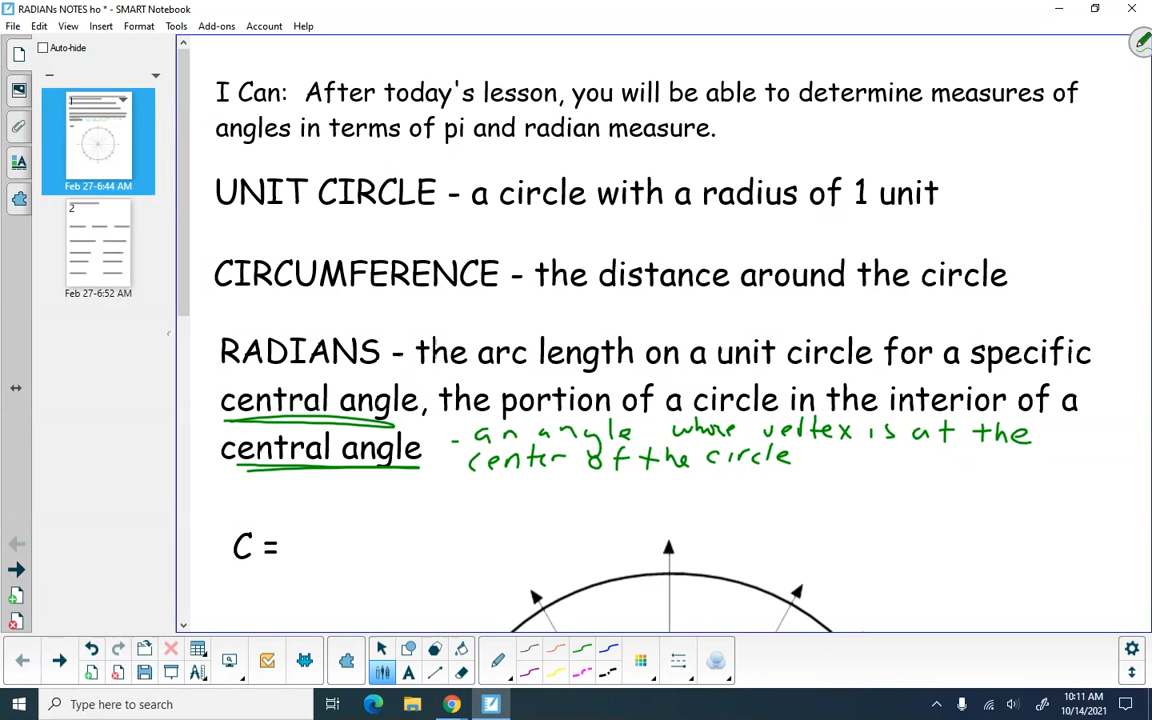 RADIANs NOTES ho * - SMART Notebook
File Edit View Insert Format Tools Add-ons Account Help
Auto-hide
1
Feb 27-6:44 AM
2
Feb 27-6:52 AM
I Can: After today's lesson, you will be able to determine measures of
angles in terms of pi and radian measure.
UNIT CIRCLE - a circle with a radius of 1 unit
CIRCUMFERENCE - the distance around the circle
RADIANS - the arc length on a unit circle for a specific
central angle, the portion of a circle in the interior of a
central angle - an angle whose vertex is at the
center of the circle
C =
Type here to search
10:11 AM
10/14/2021